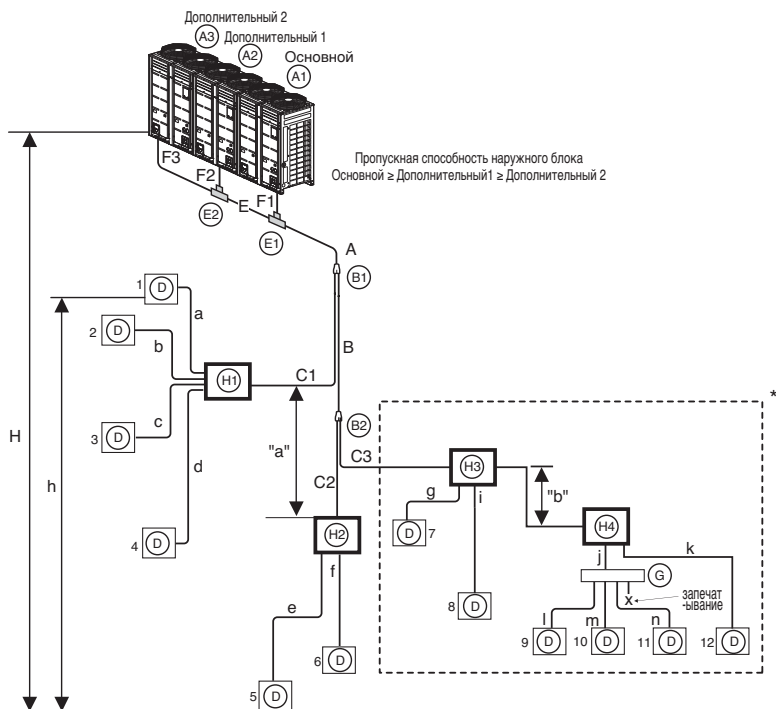 Дополнительный 2
A3
Дополнительный 1
A2
Основной
A1
F3
F2
F1
Пропускная способность наружного блока
Основной ≥ Дополнительный1 ≥ Дополнительный 2
E
E2
E1
A
B1
1 D
a
2 D
b
B
H1
C1
*
B2
H
3 D
c
"a"
C3
H3
d
h
C2
g
i
"b"
4 D
H2
D 7
H4
j
k
f
G
e
8 D
x
запечат
-ывание
l
m
n
9 D
10 D
11 D
12 D
6 D
5 D